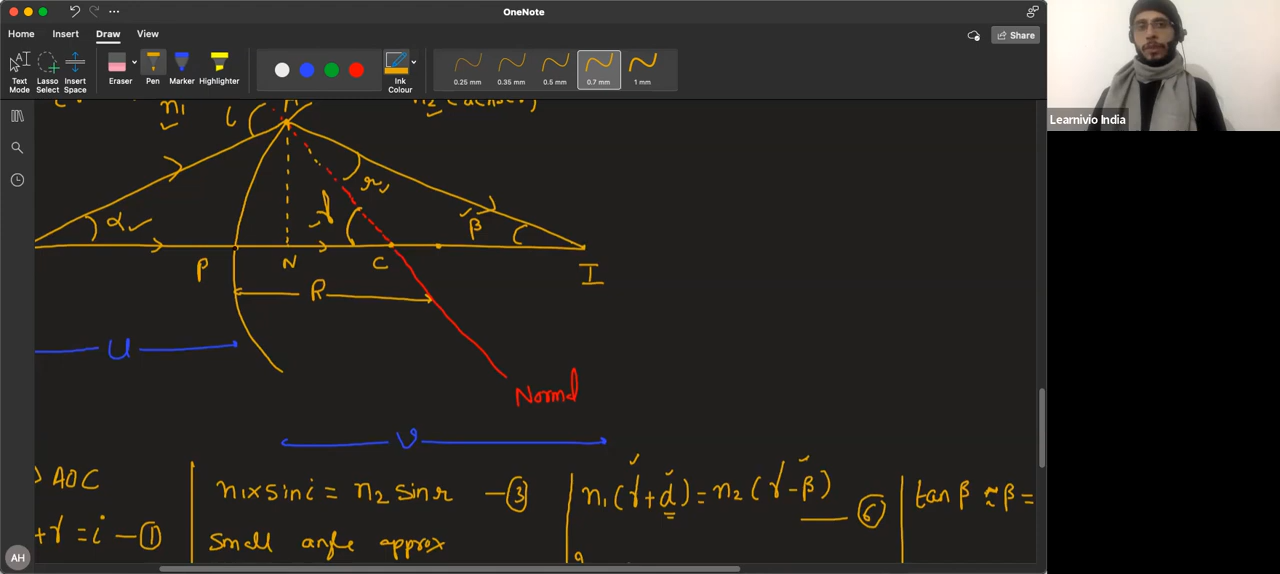 OneNote
Home Insert Draw View
Share
Text Mode
Lasso Select
Insert Space
Eraser
Pen
Marker
Highlighter
Ink Colour
0.25 mm
0.35 mm
0.5 mm
0.7 mm
1 mm
Learnivio India
n1
i
r
α
γ
β
P
N
C
I
R
u
Normal
v
AOC
+γ = i —①
n1×sin i = n2 sin r —③
small angle approx
n1(γ+α) = n2(γ-β)
tan β ≈ β =
AH